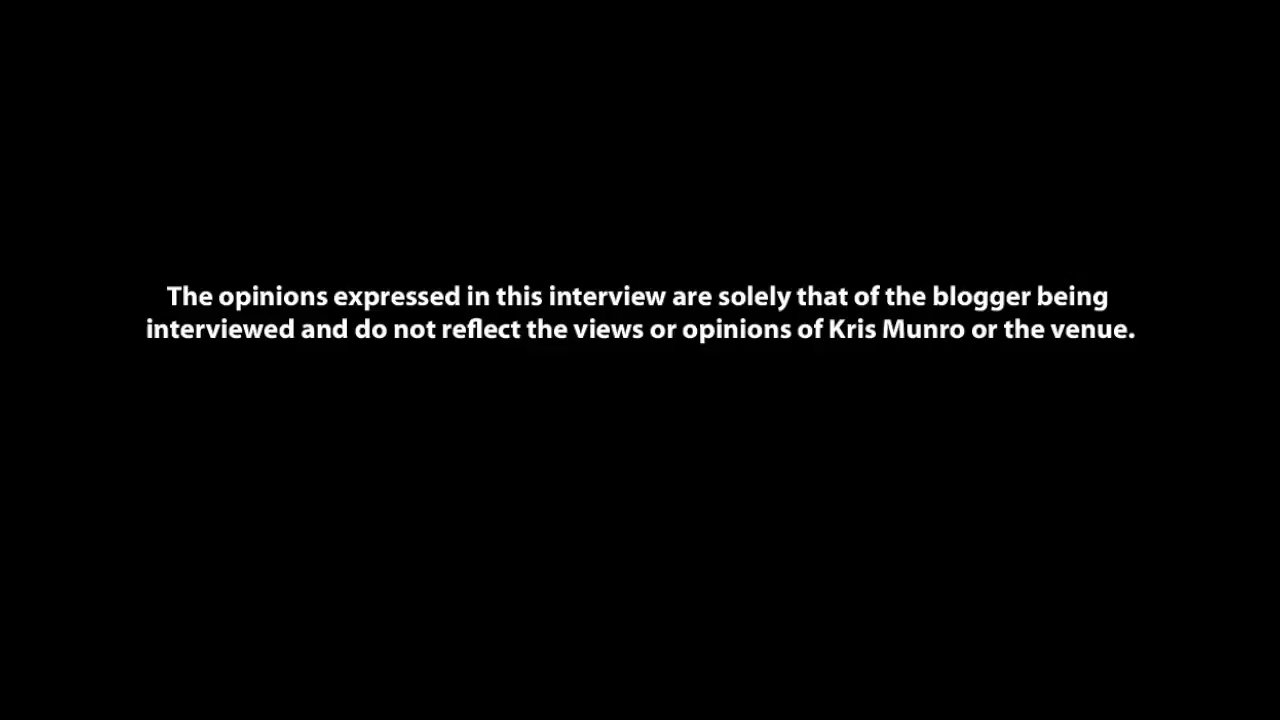 The opinions expressed in this interview are solely that of the blogger being
interviewed and do not reflect the views or opinions of Kris Munro or the venue.